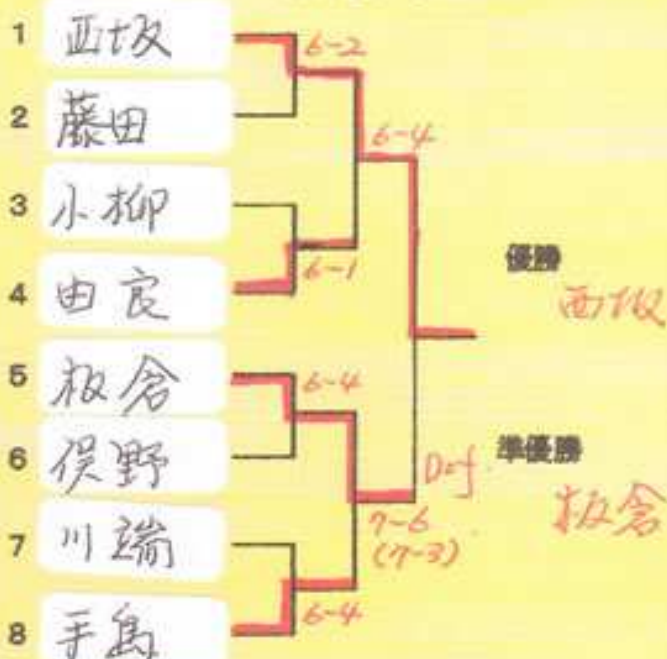 1 西坂
6-2
2 藤田
6-4
3 小柳
6-1
4 由良
優勝
西坂
5 板倉
6-4
6 俣野
Def
準優勝
板倉
7-6
(7-3)
7 川端
6-4
8 手島